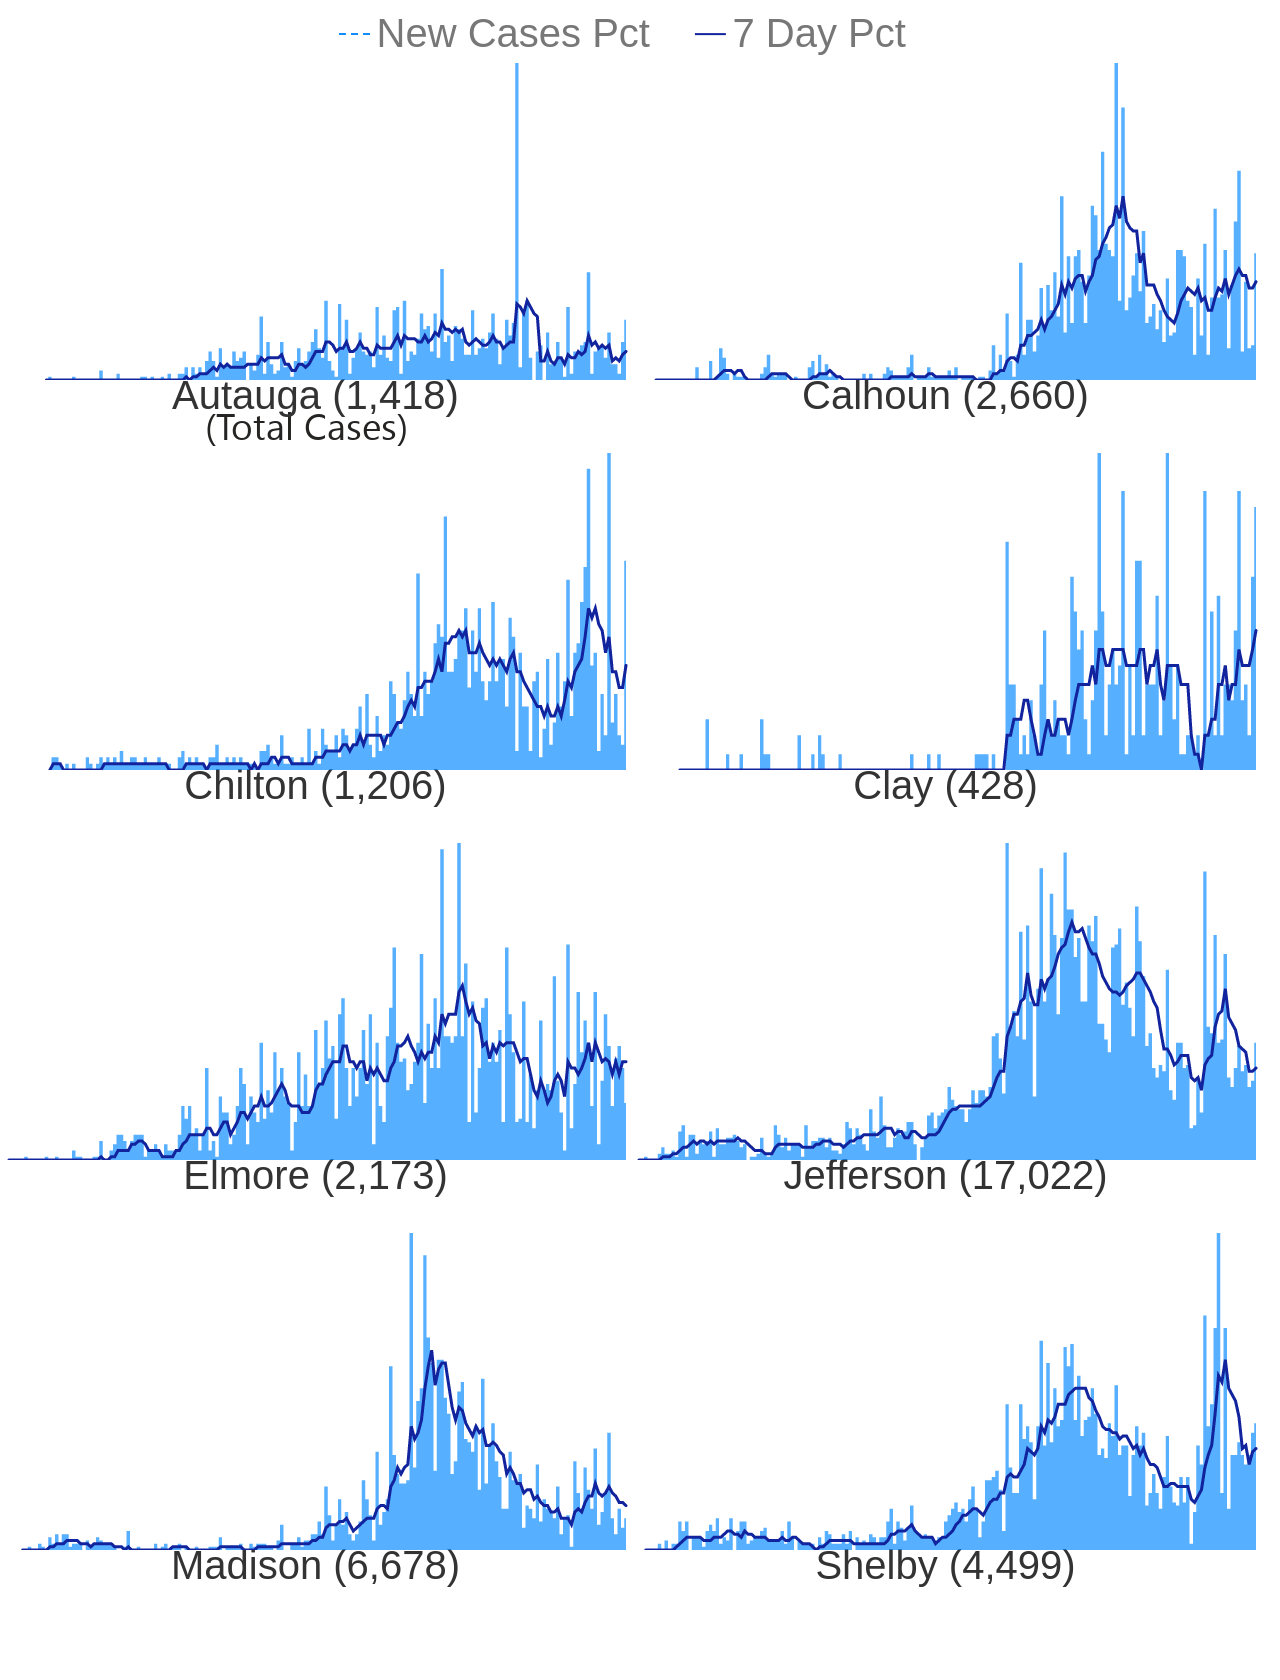 New Cases Pct 7 Day Pct
Autauga (1,418) Calhoun (2,660)
(Total Cases)
Chilton (1,206) Clay (428)
Elmore (2,173) Jefferson (17,022)
Madison (6,678) Shelby (4,499)